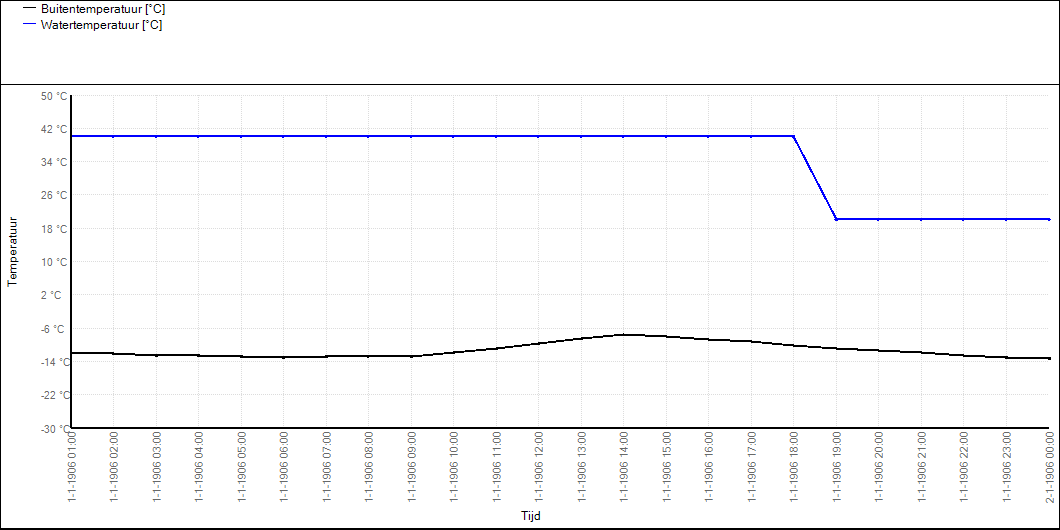 Buitentemperatuur [°C]
Watertemperatuur [°C]
50 °C
42 °C
34 °C
26 °C
18 °C
10 °C
2 °C
-6 °C
-14 °C
-22 °C
-30 °C
Temperatuur
1-1-1906 01:00
1-1-1906 02:00
1-1-1906 03:00
1-1-1906 04:00
1-1-1906 05:00
1-1-1906 06:00
1-1-1906 07:00
1-1-1906 08:00
1-1-1906 09:00
1-1-1906 10:00
1-1-1906 11:00
1-1-1906 12:00
1-1-1906 13:00
1-1-1906 14:00
1-1-1906 15:00
1-1-1906 16:00
1-1-1906 17:00
1-1-1906 18:00
1-1-1906 19:00
1-1-1906 20:00
1-1-1906 21:00
1-1-1906 22:00
1-1-1906 23:00
2-1-1906 00:00
Tijd